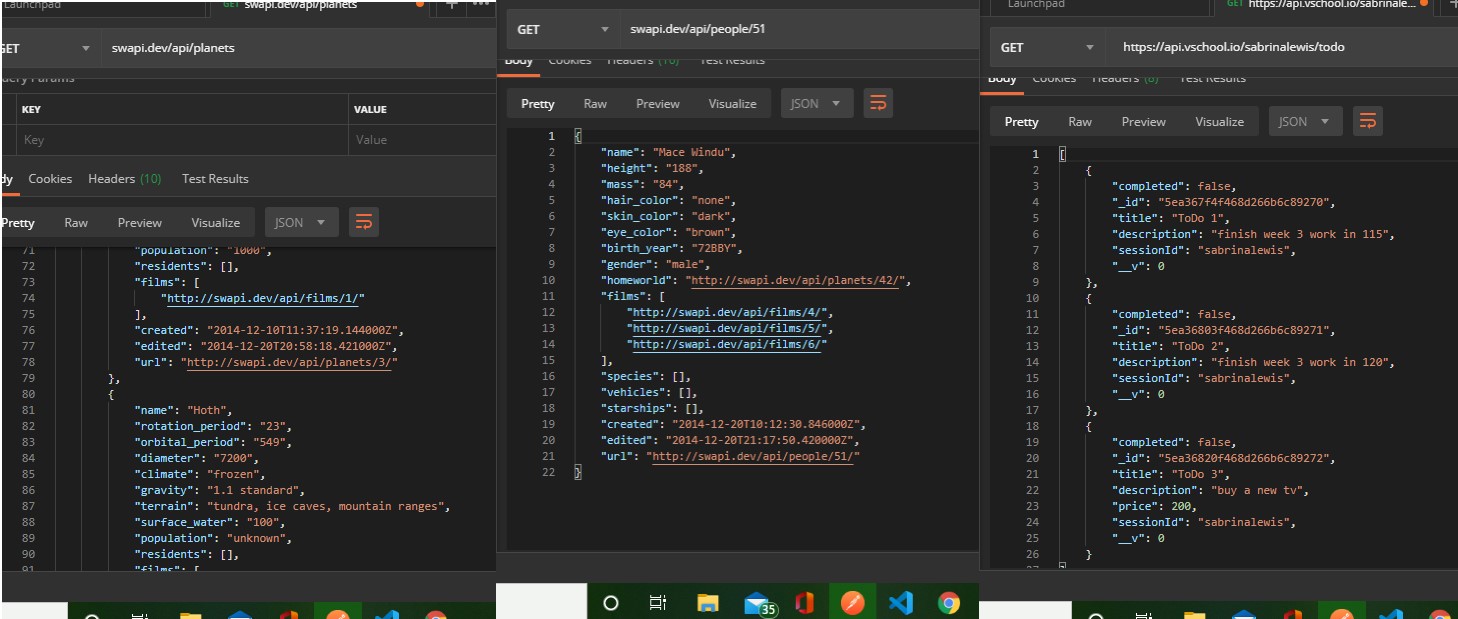 Launchpad
GET swapi.dev/api/planets
GET
swapi.dev/api/planets
Query Params
KEY VALUE
Key Value
dy Cookies Headers (10) Test Results
Pretty Raw Preview Visualize JSON
71 "population": "1000",
72 "residents": [],
73 "films": [
74 "http://swapi.dev/api/films/1/"
75 ],
76 "created": "2014-12-10T11:37:19.144000Z",
77 "edited": "2014-12-20T20:58:18.421000Z",
78 "url": "http://swapi.dev/api/planets/3/"
79 },
80 {
81 "name": "Hoth",
82 "rotation_period": "23",
83 "orbital_period": "549",
84 "diameter": "7200",
85 "climate": "frozen",
86 "gravity": "1.1 standard",
87 "terrain": "tundra, ice caves, mountain ranges",
88 "surface_water": "100",
89 "population": "unknown",
90 "residents": [],
91 "films": [
GET swapi.dev/api/people/51
Body Cookies Headers (10) Test Results
Pretty Raw Preview Visualize JSON
1 {
2 "name": "Mace Windu",
3 "height": "188",
4 "mass": "84",
5 "hair_color": "none",
6 "skin_color": "dark",
7 "eye_color": "brown",
8 "birth_year": "72BBY",
9 "gender": "male",
10 "homeworld": "http://swapi.dev/api/planets/42/",
11 "films": [
12 "http://swapi.dev/api/films/4/",
13 "http://swapi.dev/api/films/5/",
14 "http://swapi.dev/api/films/6/"
15 ],
16 "species": [],
17 "vehicles": [],
18 "starships": [],
19 "created": "2014-12-20T10:12:30.846000Z",
20 "edited": "2014-12-20T21:17:50.420000Z",
21 "url": "http://swapi.dev/api/people/51/"
22 }
35
Launchpad
GET https://api.vschool.io/sabrinale...
GET https://api.vschool.io/sabrinalewis/todo
Body Cookies Headers (8) Test Results
Pretty Raw Preview Visualize JSON
1 [
2 {
3 "completed": false,
4 "_id": "5ea367f4f468d266b6c89270",
5 "title": "ToDo 1",
6 "description": "finish week 3 work in 115",
7 "sessionId": "sabrinalewis",
8 "__v": 0
9 },
10 {
11 "completed": false,
12 "_id": "5ea36803f468d266b6c89271",
13 "title": "ToDo 2",
14 "description": "finish week 3 work in 120",
15 "sessionId": "sabrinalewis",
16 "__v": 0
17 },
18 {
19 "completed": false,
20 "_id": "5ea36820f468d266b6c89272",
21 "title": "ToDo 3",
22 "description": "buy a new tv",
23 "price": 200,
24 "sessionId": "sabrinalewis",
25 "__v": 0
26 }
27 ]